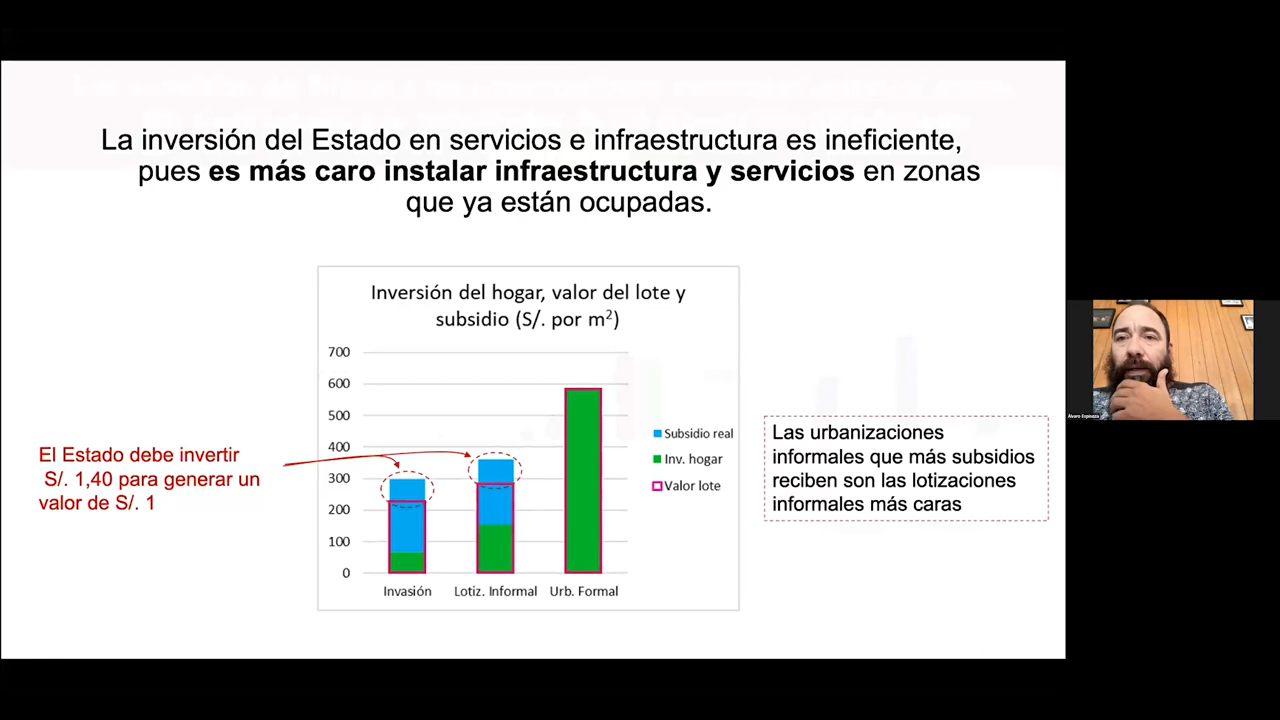 La inversión del Estado en servicios e infraestructura es ineficiente,
pues es más caro instalar infraestructura y servicios en zonas
que ya están ocupadas.
Inversión del hogar, valor del lote y
subsidio (S/. por m²)
700
600
500
400
300
200
100
0
Invasión
Lotiz. Informal
Urb. Formal
Subsidio real
Inv. hogar
Valor lote
El Estado debe invertir
S/. 1,40 para generar un
valor de S/. 1
Las urbanizaciones
informales que más subsidios
reciben son las lotizaciones
informales más caras
Álvaro Espinoza